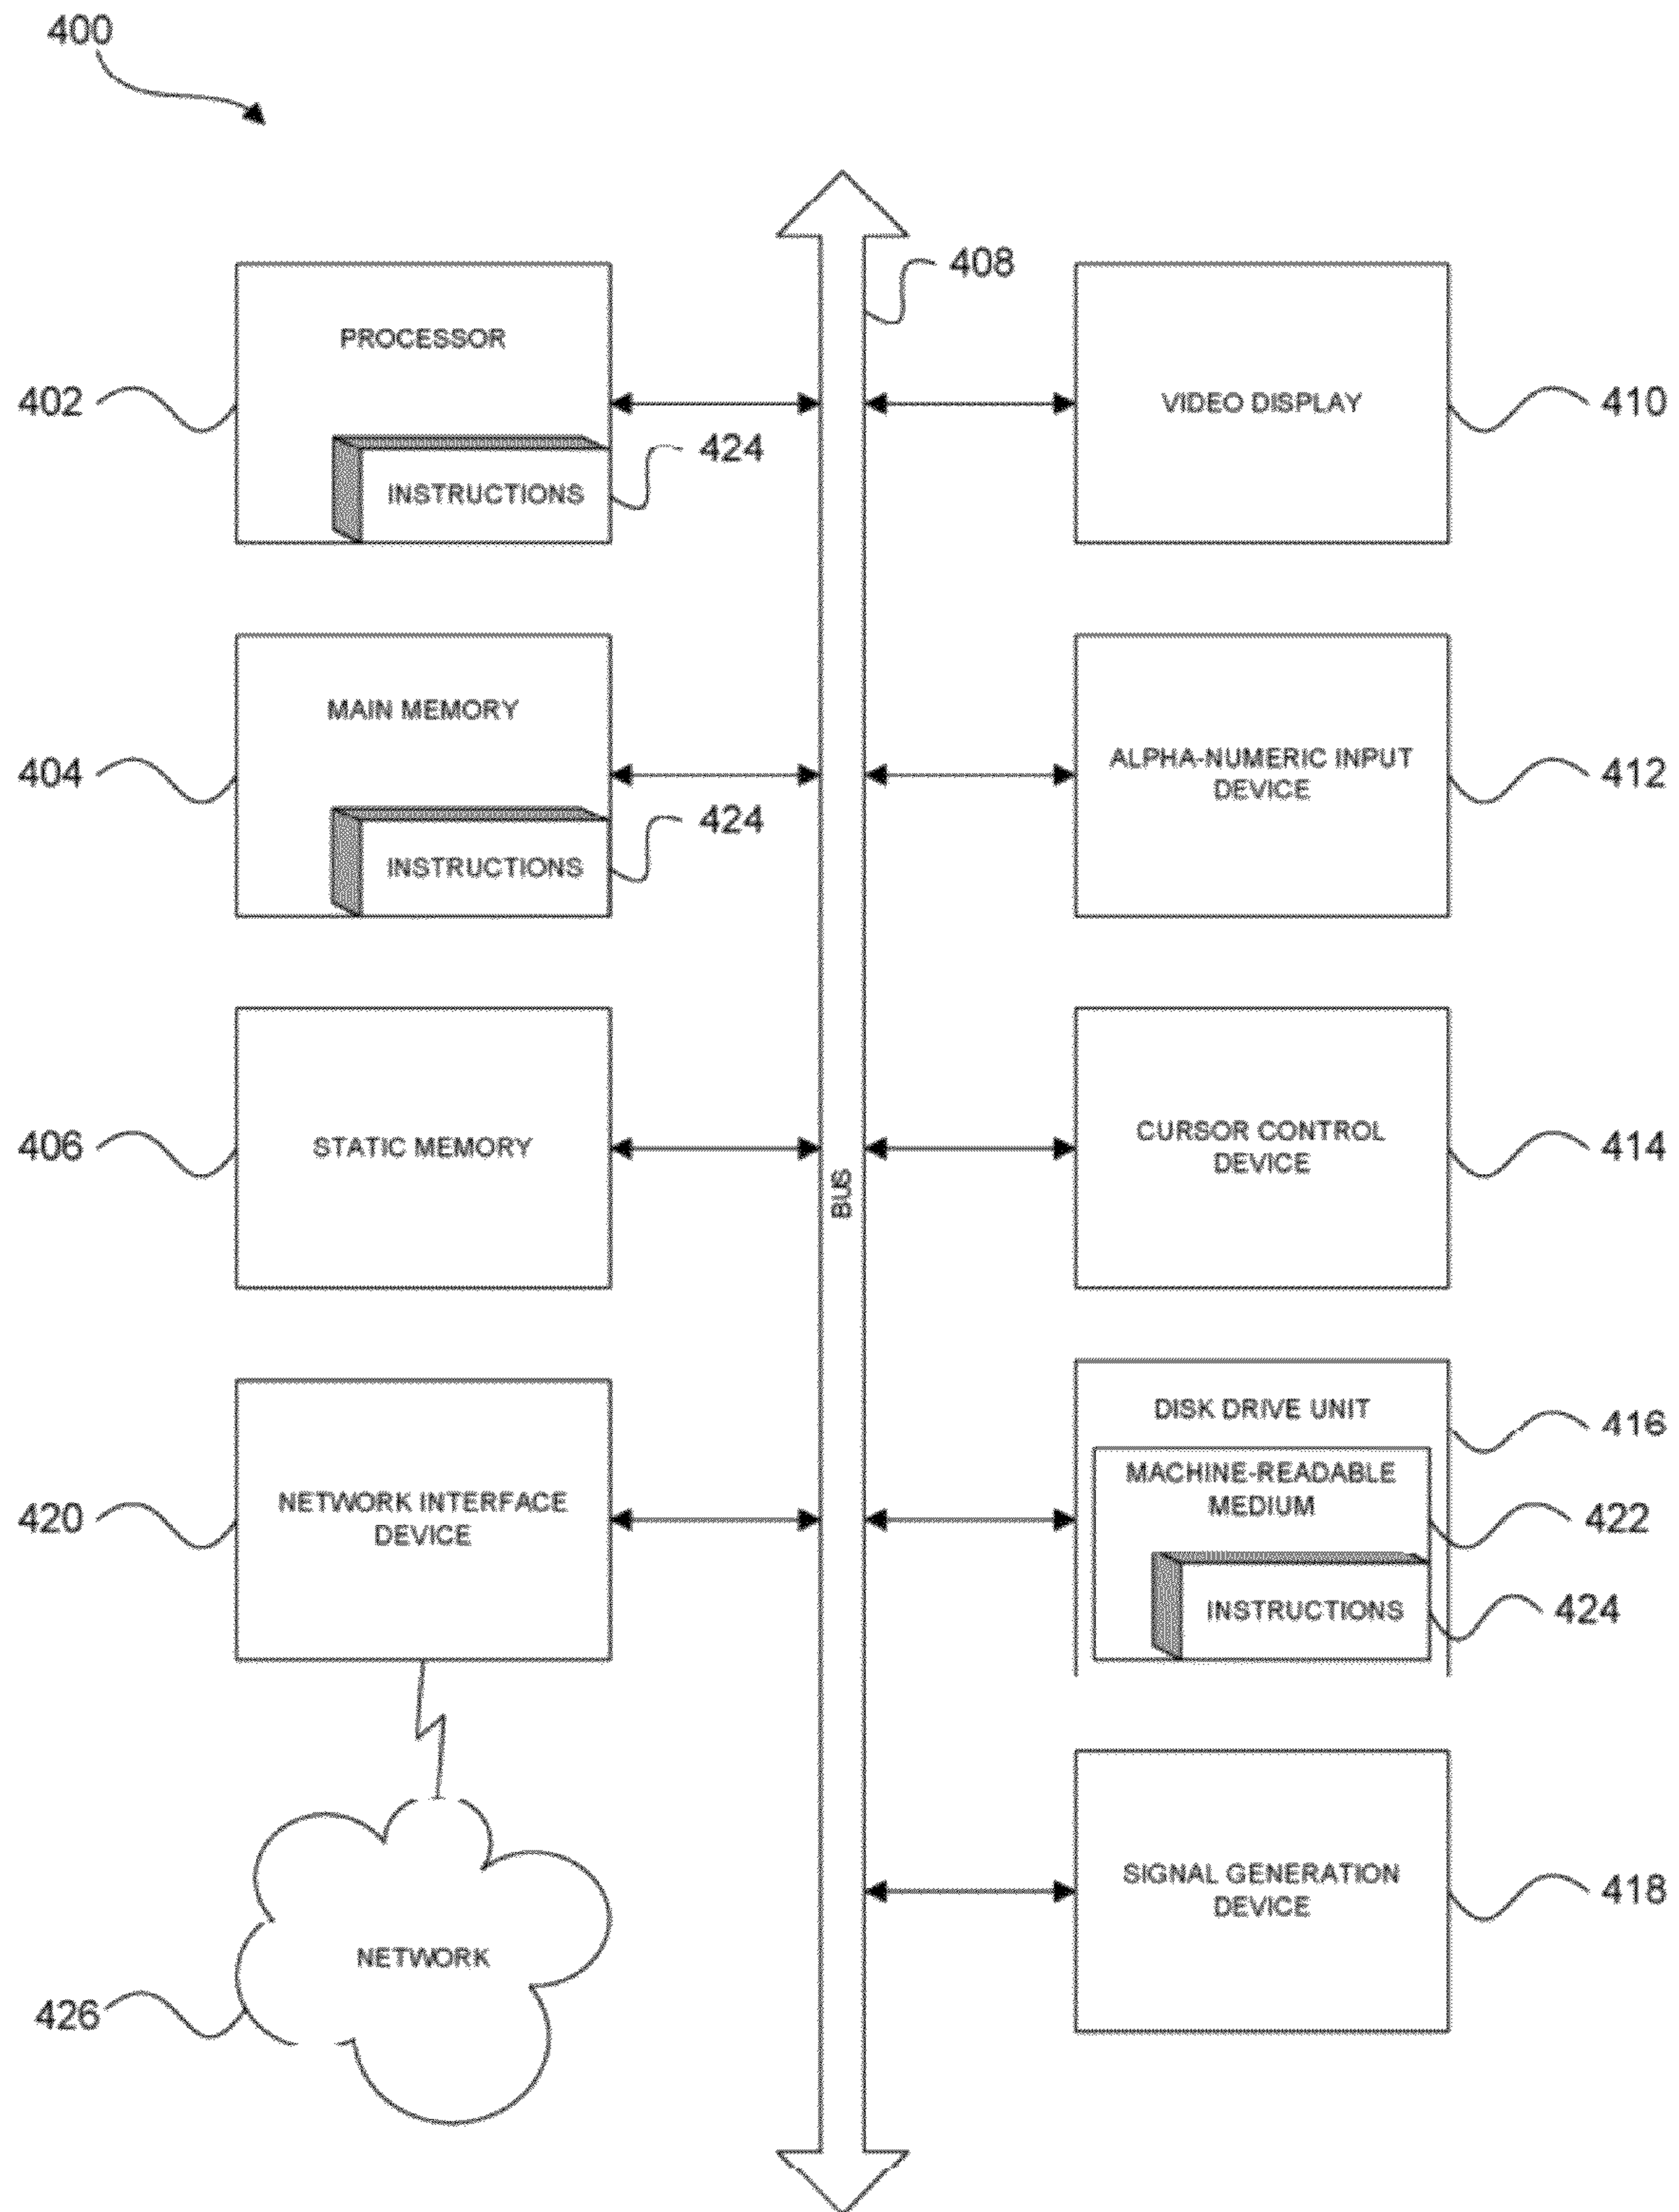 400
408
PROCESSOR
402
424
INSTRUCTIONS
VIDEO DISPLAY
410
MAIN MEMORY
404
424
INSTRUCTIONS
ALPHA-NUMERIC INPUT
DEVICE
412
STATIC MEMORY
406
BUS
CURSOR CONTROL
DEVICE
414
NETWORK INTERFACE
DEVICE
420
DISK DRIVE UNIT
416
MACHINE-READABLE
MEDIUM
422
INSTRUCTIONS
424
NETWORK
426
SIGNAL GENERATION
DEVICE
418